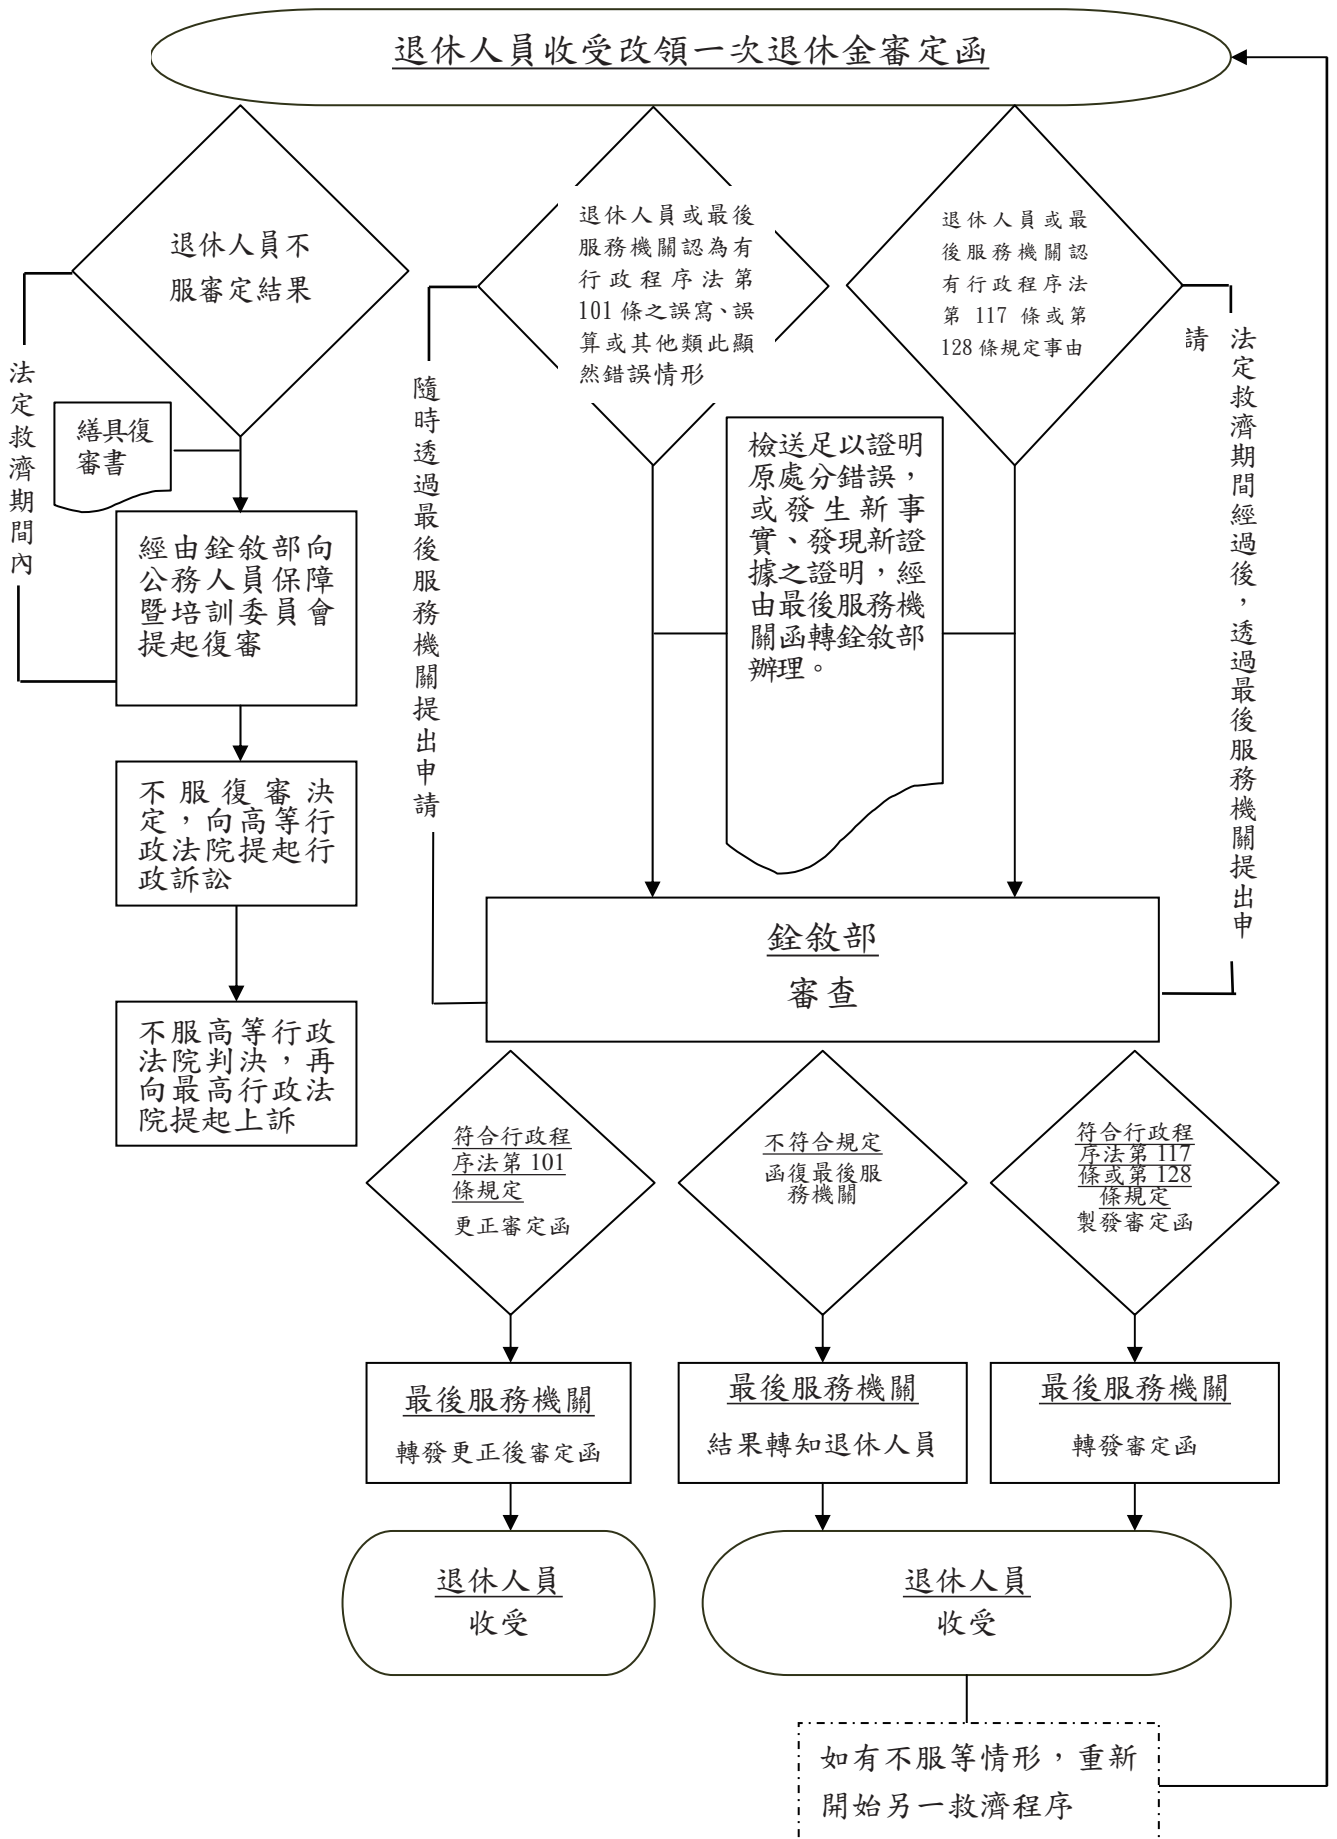 退休人員收受改領一次退休金審定函
退休人員不
服審定結果
退休人員或最後
服務機關認為有
行政程序法第
101 條之誤寫、誤
算或其他類此顯
然錯誤情形
退休人員或最
後服務機關認
有行政程序法
第 117 條或第
128 條規定事由
法定救濟期間內
繕具復
審書
隨時透過最後服務機關提出申請
檢送足以證明
原處分錯誤，
或發生新事
實、發現新證
據之證明，經
由最後服務機
關函轉銓敘部
辦理。
法定救濟期間經過後，透過最後服務機關提出申
請
經由銓敘部向
公務人員保障
暨培訓委員會
提起復審
不服復審決
定，向高等行
政法院提起行
政訴訟
不服高等行政
法院判決，再
向最高行政法
院提起上訴
銓敘部
審查
符合行政程
序法第 101
條規定
更正審定函
不符合規定
函復最後服
務機關
符合行政程
序法第 117
條或第 128
條規定
製發審定函
最後服務機關
轉發更正後審定函
最後服務機關
結果轉知退休人員
最後服務機關
轉發審定函
退休人員
收受
退休人員
收受
如有不服等情形，重新
開始另一救濟程序